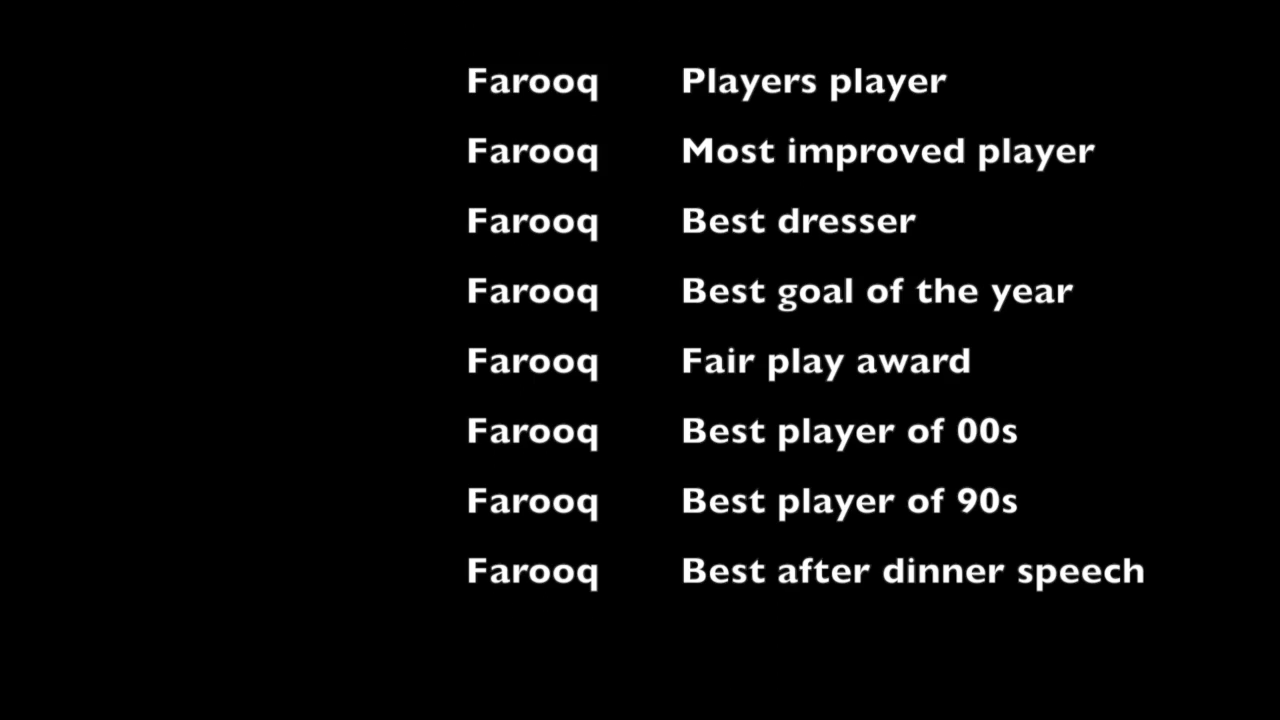 Farooq Players player
Farooq Most improved player
Farooq Best dresser
Farooq Best goal of the year
Farooq Fair play award
Farooq Best player of 00s
Farooq Best player of 90s
Farooq Best after dinner speech